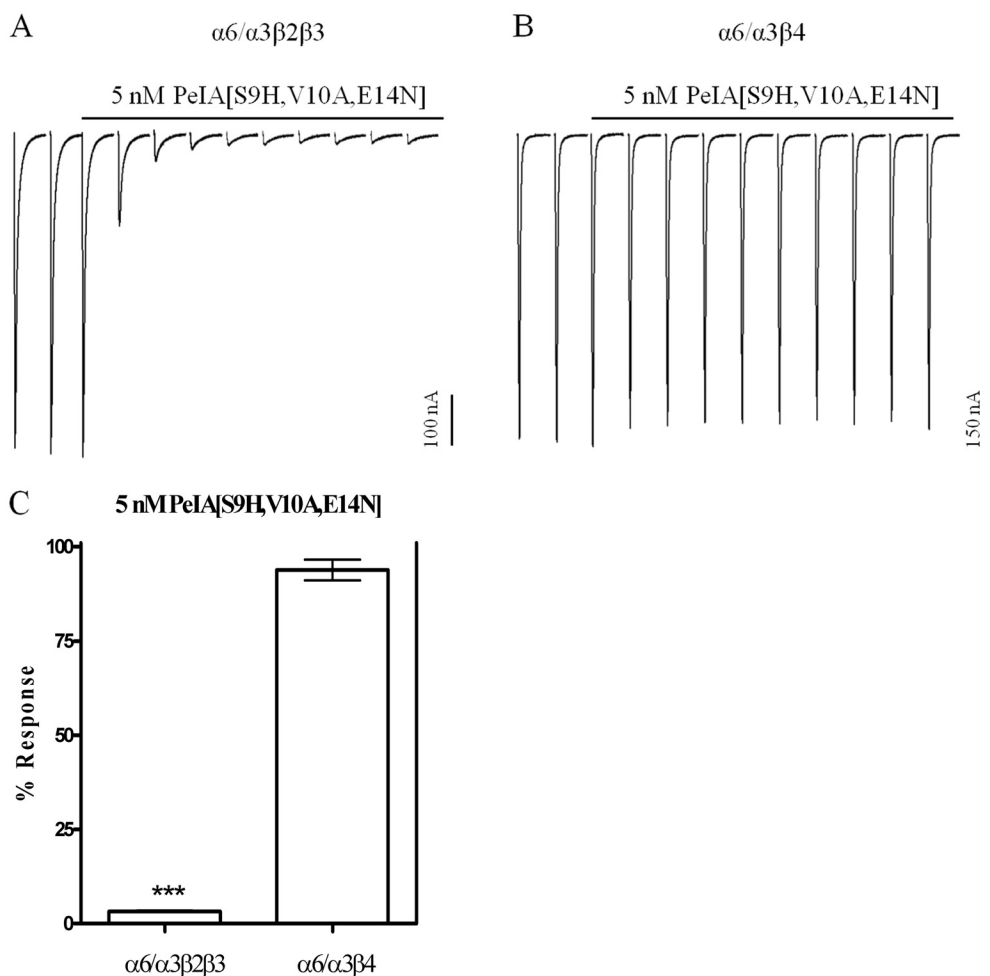 A
α6/α3β2β3
5 nM PeIA[S9H,V10A,E14N]
100 nA
B
α6/α3β4
5 nM PeIA[S9H,V10A,E14N]
150 nA
C
5 nM PeIA[S9H,V10A,E14N]
% Response
100
75
50
25
0
***
α6/α3β2β3
α6/α3β4